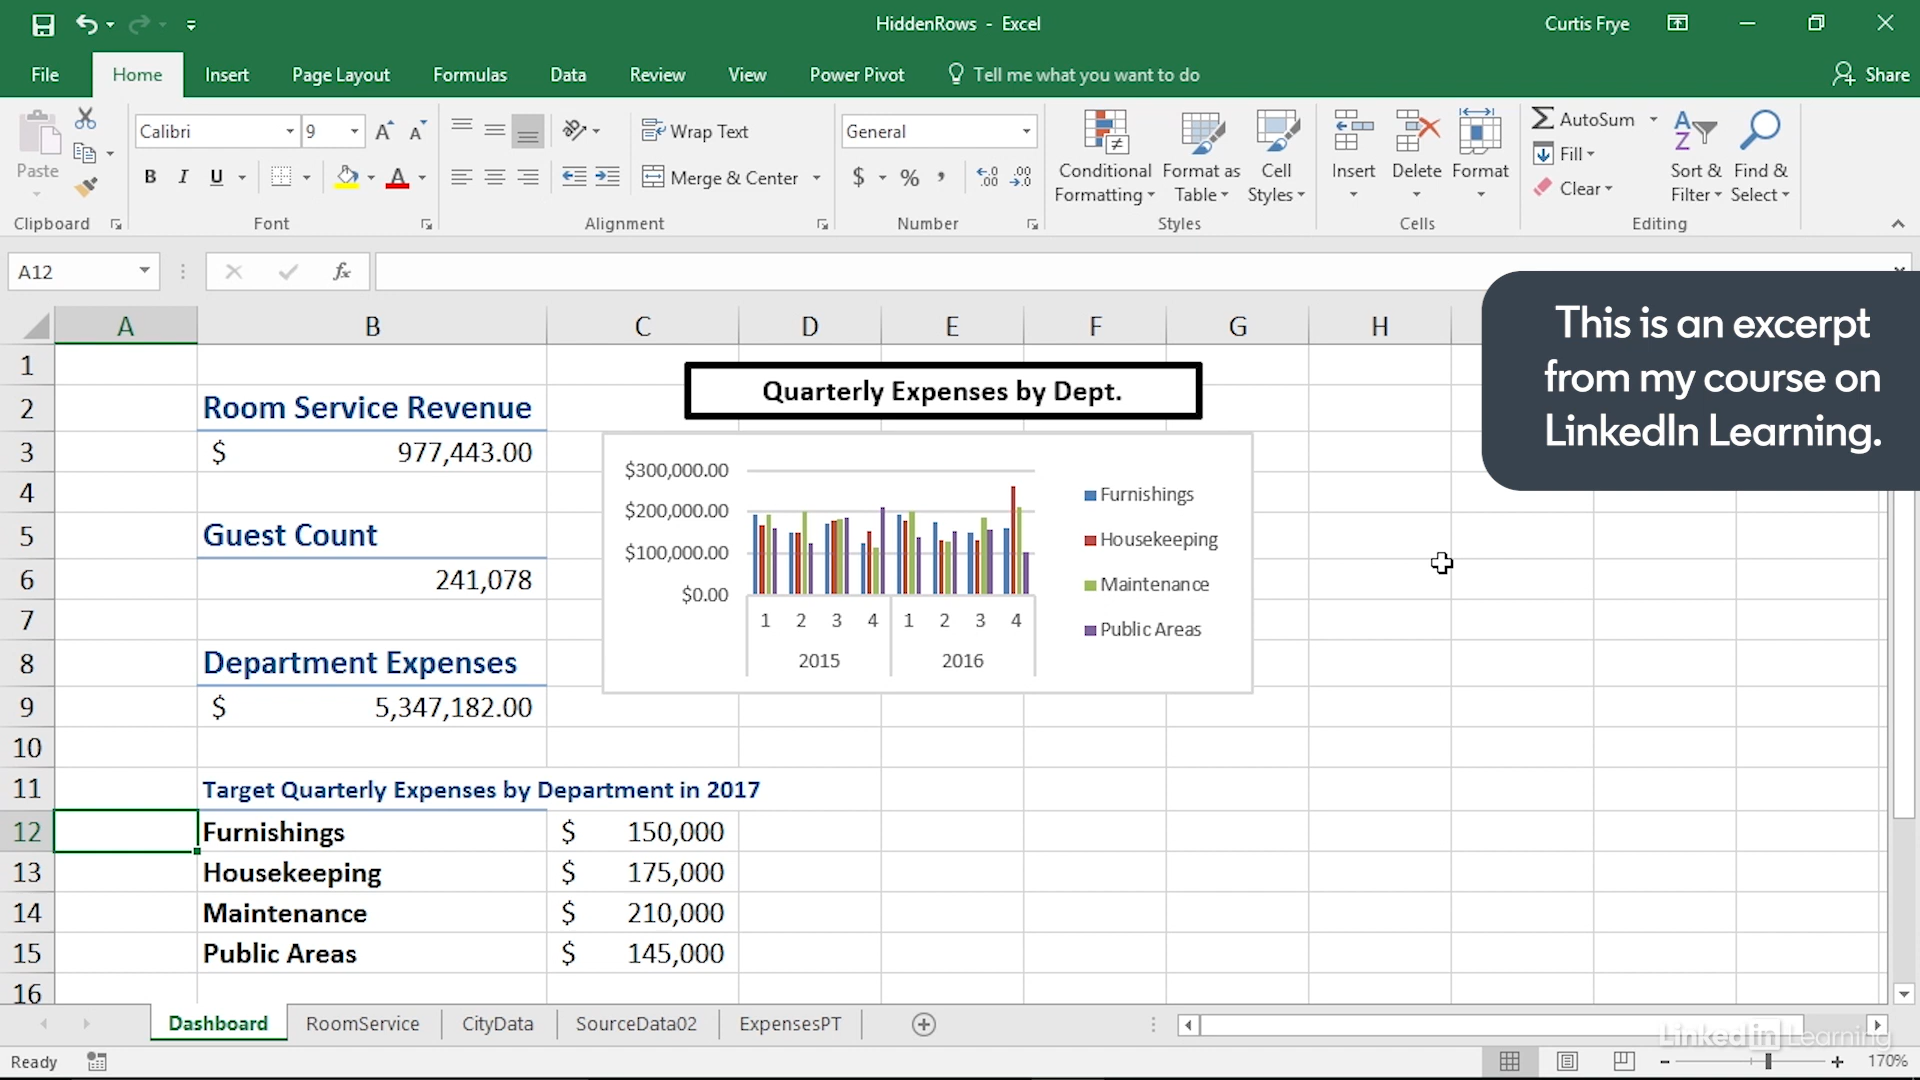 HiddenRows - Excel
Curtis Frye
File Home Insert Page Layout Formulas Data Review View Power Pivot Tell me what you want to do Share
Paste
Clipboard
Calibri 9
A A
B I U A
Font
Wrap Text
Merge & Center
Alignment
General
$ % , .00 .00
Number
Conditional Formatting
Format as Table
Cell Styles
Styles
Insert Delete Format
Cells
AutoSum
Fill
Clear
Sort & Filter
Find & Select
Editing
A12 fx
This is an excerpt
from my course on
LinkedIn Learning.
A B C D E F G H
1
2 Room Service Revenue
3 $ 977,443.00
4
5 Guest Count
6 241,078
7
8 Department Expenses
9 $ 5,347,182.00
10
11 Target Quarterly Expenses by Department in 2017
12 Furnishings $ 150,000
13 Housekeeping $ 175,000
14 Maintenance $ 210,000
15 Public Areas $ 145,000
16
Quarterly Expenses by Dept.
$300,000.00
$200,000.00
$100,000.00
$0.00
1 2 3 4 1 2 3 4
2015 2016
Furnishings
Housekeeping
Maintenance
Public Areas
Dashboard RoomService CityData SourceData02 ExpensesPT
Linked in Learning
Ready 170%